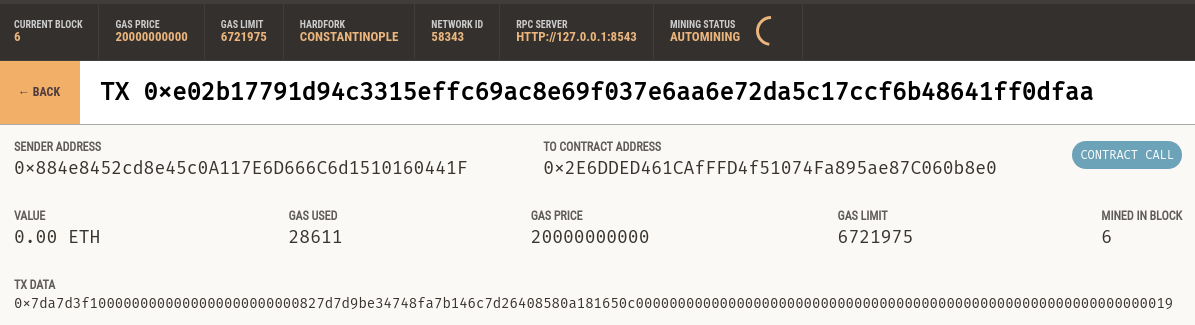 CURRENT BLOCK GAS PRICE GAS LIMIT HARDFORK NETWORK ID RPC SERVER MINING STATUS
6 20000000000 6721975 CONSTANTINOPLE 58343 HTTP://127.0.0.1:8543 AUTOMINING
← BACK TX 0×e02b17791d94c3315effc69ac8e69f037e6aa6e72da5c17ccf6b48641ff0dfaa
SENDER ADDRESS TO CONTRACT ADDRESS
0×884e8452cd8e45c0A117E6D666C6d1510160441F 0×2E6DDED461CAfFFD4f51074Fa895ae87C060b8e0 CONTRACT CALL
VALUE GAS USED GAS PRICE GAS LIMIT MINED IN BLOCK
0.00 ETH 28611 20000000000 6721975 6
TX DATA
0×7da7d3f1000000000000000000000000827d7d9be34748fa7b146c7d26408580a181650c0000000000000000000000000000000000000000000000000000000000000019